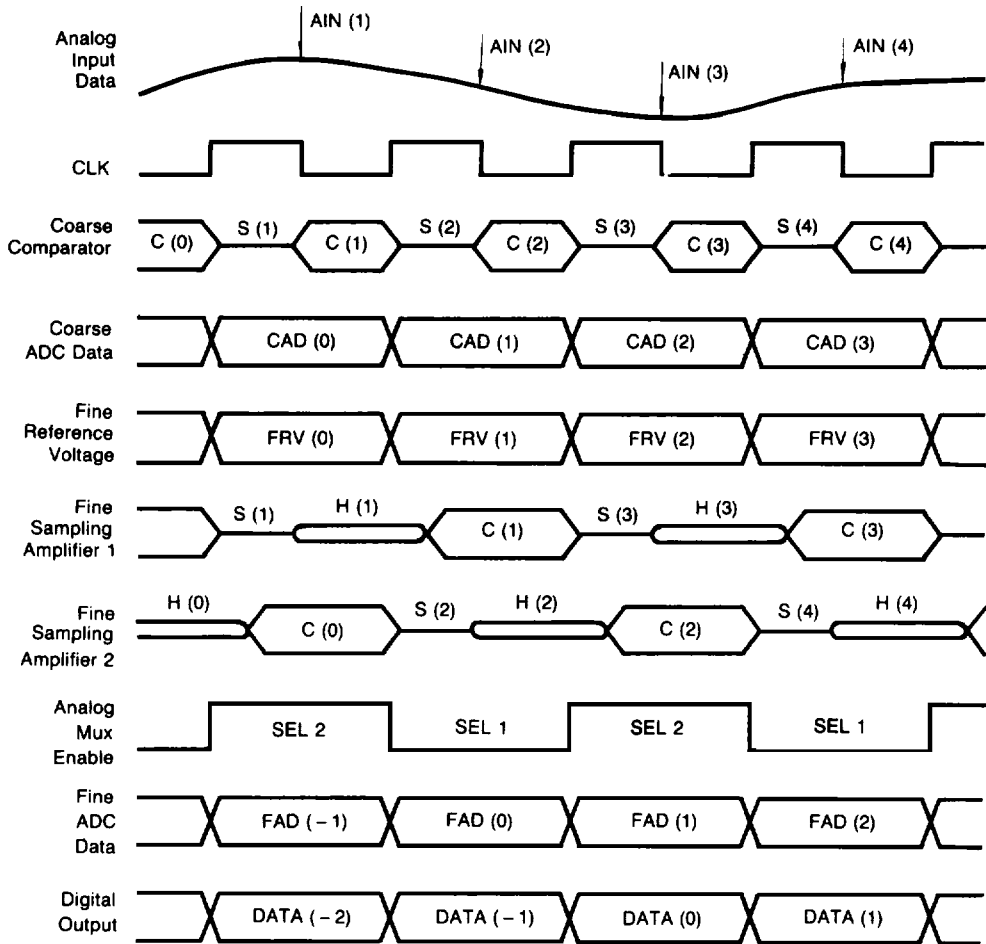 AIN (1)
AIN (2)
AIN (3)
AIN (4)
Analog
Input
Data
CLK
Coarse
Comparator
C (0)
S (1)
C (1)
S (2)
C (2)
S (3)
C (3)
S (4)
C (4)
Coarse
ADC Data
CAD (0)
CAD (1)
CAD (2)
CAD (3)
Fine
Reference
Voltage
FRV (0)
FRV (1)
FRV (2)
FRV (3)
Fine
Sampling
Amplifier 1
S (1)
H (1)
C (1)
S (3)
H (3)
C (3)
Fine
Sampling
Amplifier 2
H (0)
C (0)
S (2)
H (2)
C (2)
S (4)
H (4)
Analog
Mux
Enable
SEL 2
SEL 1
SEL 2
SEL 1
Fine
ADC
Data
FAD (-1)
FAD (0)
FAD (1)
FAD (2)
Digital
Output
DATA (-2)
DATA (-1)
DATA (0)
DATA (1)